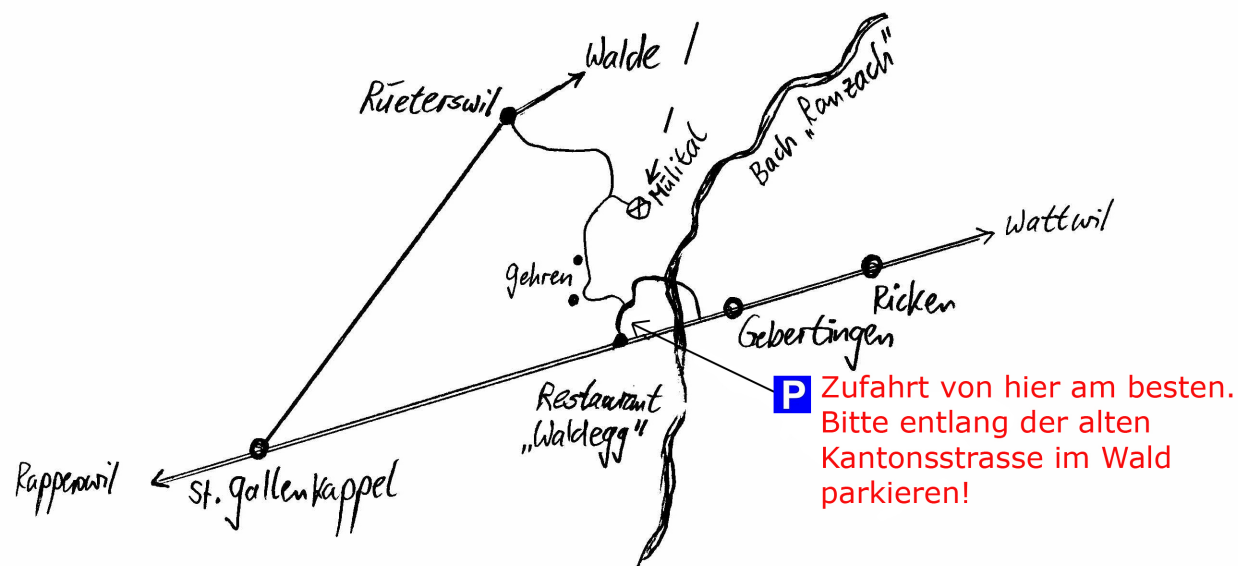 Walde
Rüeterswil
Bach „Ranzach"
Mülital
Wattwil
Gehren
Ricken
Gebertingen
P
Zufahrt von hier am besten.
Bitte entlang der alten
Kantonsstrasse im Wald
parkieren!
Restaurant
„Waldegg"
Rapperswil
St. Gallenkappel